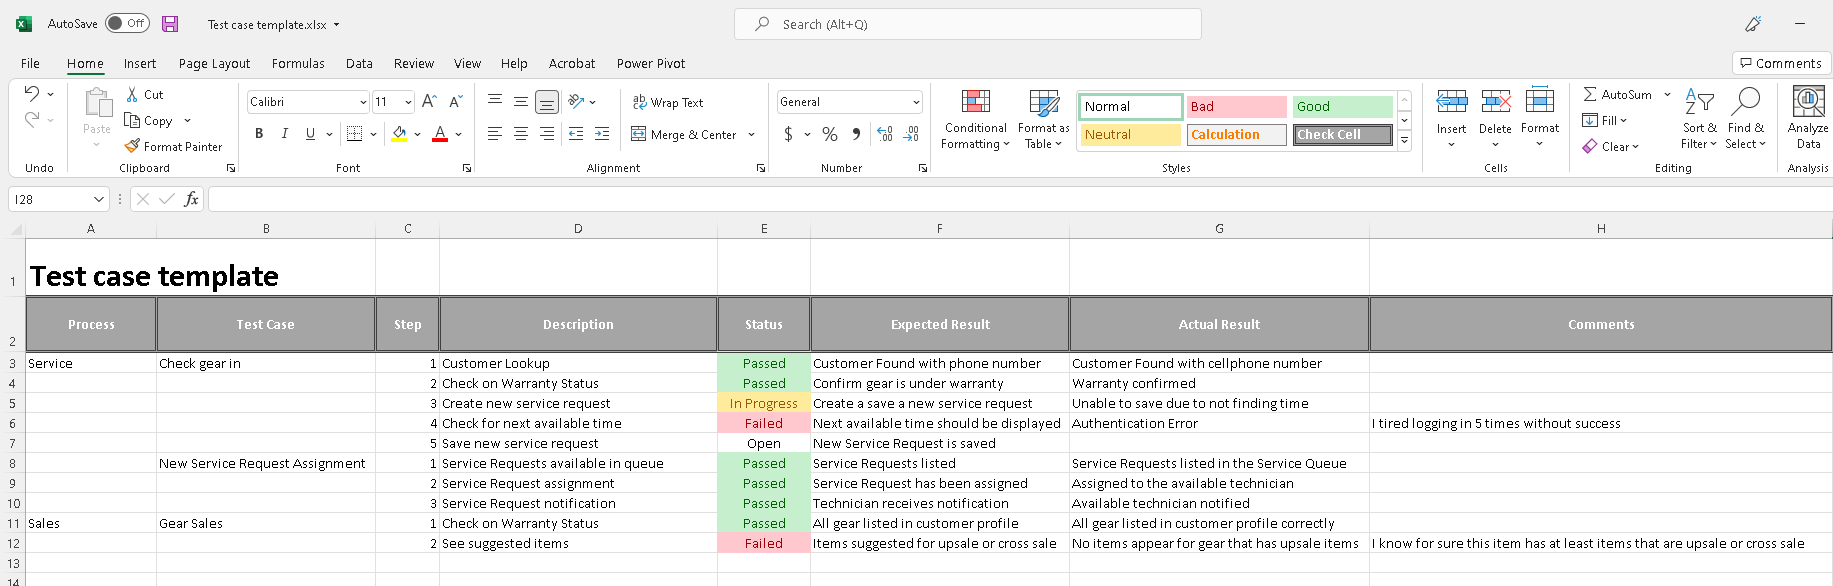 AutoSave Off Test case template.xlsx Search (Alt+Q)
File Home Insert Page Layout Formulas Data Review View Help Acrobat Power Pivot Comments
Cut Calibri 11 Wrap Text General Normal Bad Good AutoSum
Paste Copy Conditional Formatting Format as Table Insert Delete Format Fill Sort & Filter Find & Select Analyze Data
Format Painter B I U Merge & Center $ % Neutral Calculation Check Cell Clear
Undo Clipboard Font Alignment Number Styles Cells Editing Analysis
I28 fx
A B C D E F G H
1 Test case template
2 Process Test Case Step Description Status Expected Result Actual Result Comments
3 Service Check gear in 1 Customer Lookup Passed Customer Found with phone number Customer Found with cellphone number
4 2 Check on Warranty Status Passed Confirm gear is under warranty Warranty confirmed
5 3 Create new service request In Progress Create a save a new service request Unable to save due to not finding time
6 4 Check for next available time Failed Next available time should be displayed Authentication Error I tired logging in 5 times without success
7 5 Save new service request Open New Service Request is saved
8 New Service Request Assignment 1 Service Requests available in queue Passed Service Requests listed Service Requests listed in the Service Queue
9 2 Service Request assignment Passed Service Request has been assigned Assigned to the available technician
10 3 Service Request notification Passed Technician receives notification Available technician notified
11 Sales Gear Sales 1 Check on Warranty Status Passed All gear listed in customer profile All gear listed in customer profile correctly
12 2 See suggested items Failed Items suggested for upsale or cross sale No items appear for gear that has upsale items I know for sure this item has at least items that are upsale or cross sale
13
14